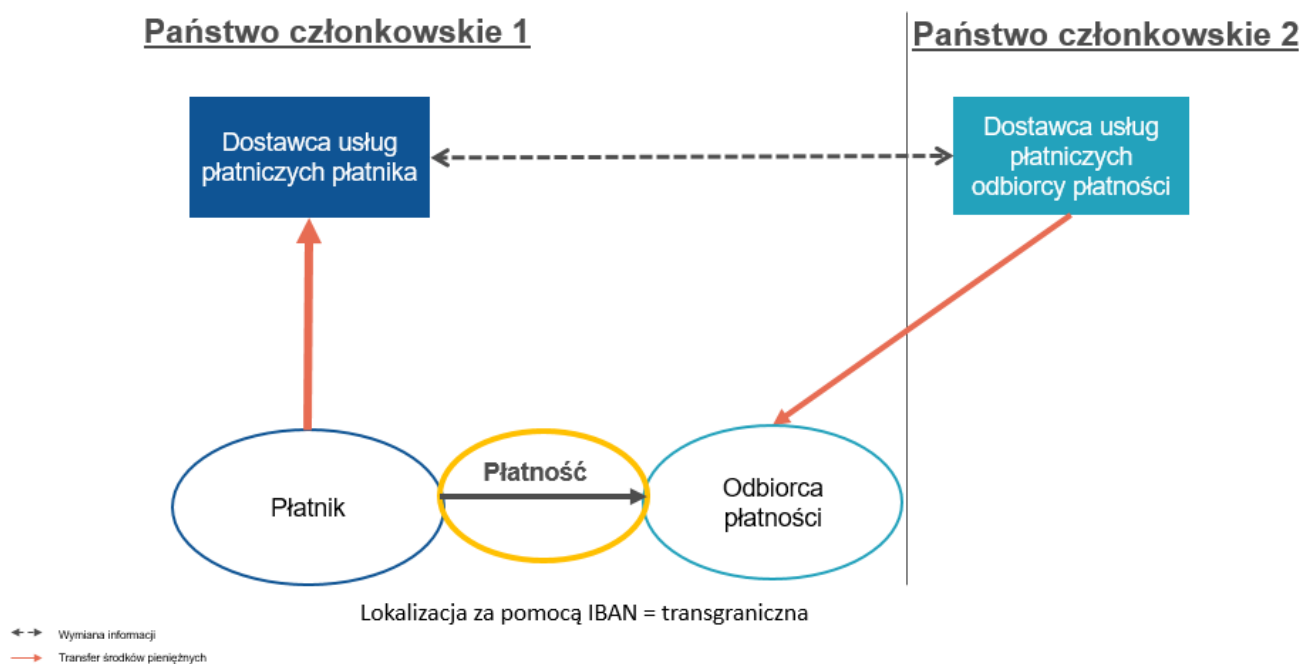 Państwo członkowskie 1
Państwo członkowskie 2
Dostawca usług
płatniczych płatnika
Dostawca usług
płatniczych
odbiorcy płatności
Płatność
Płatnik
Odbiorca
płatności
Lokalizacja za pomocą IBAN = transgraniczna
Wymiana informacji
Transfer środków pieniężnych